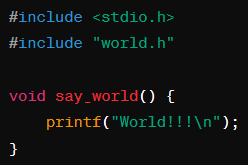 #include <stdio.h>
#include "world.h"
void say_world() {
    printf("World!!!\n");
}